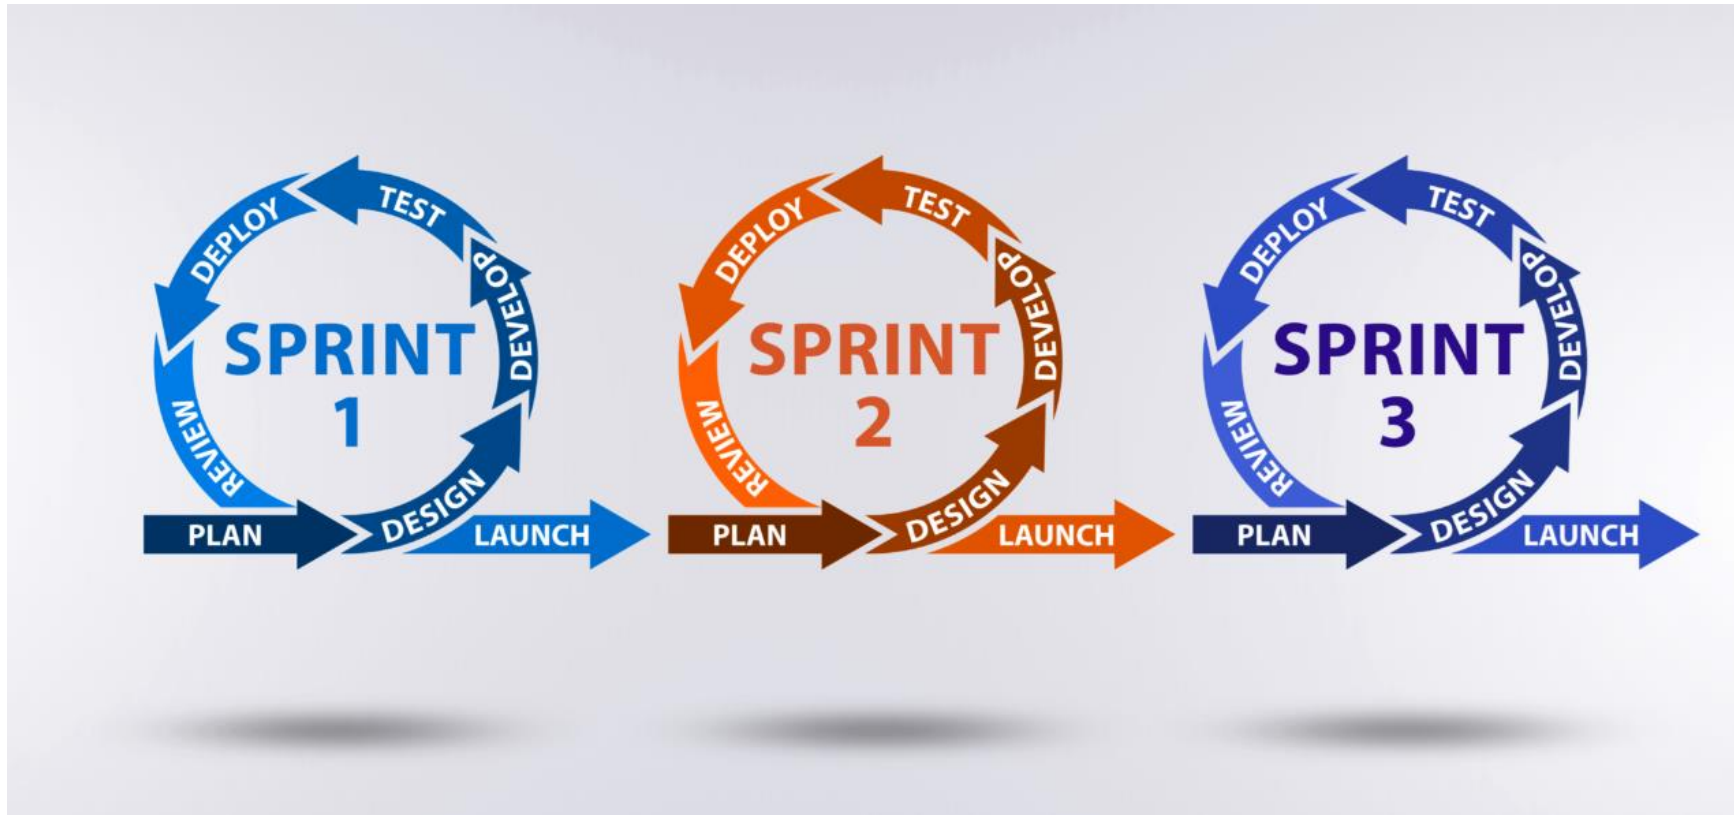 SPRINT
1
PLAN
DESIGN
DEVELOP
TEST
DEPLOY
REVIEW
LAUNCH
SPRINT
2
PLAN
DESIGN
DEVELOP
TEST
DEPLOY
REVIEW
LAUNCH
SPRINT
3
PLAN
DESIGN
DEVELOP
TEST
DEPLOY
REVIEW
LAUNCH